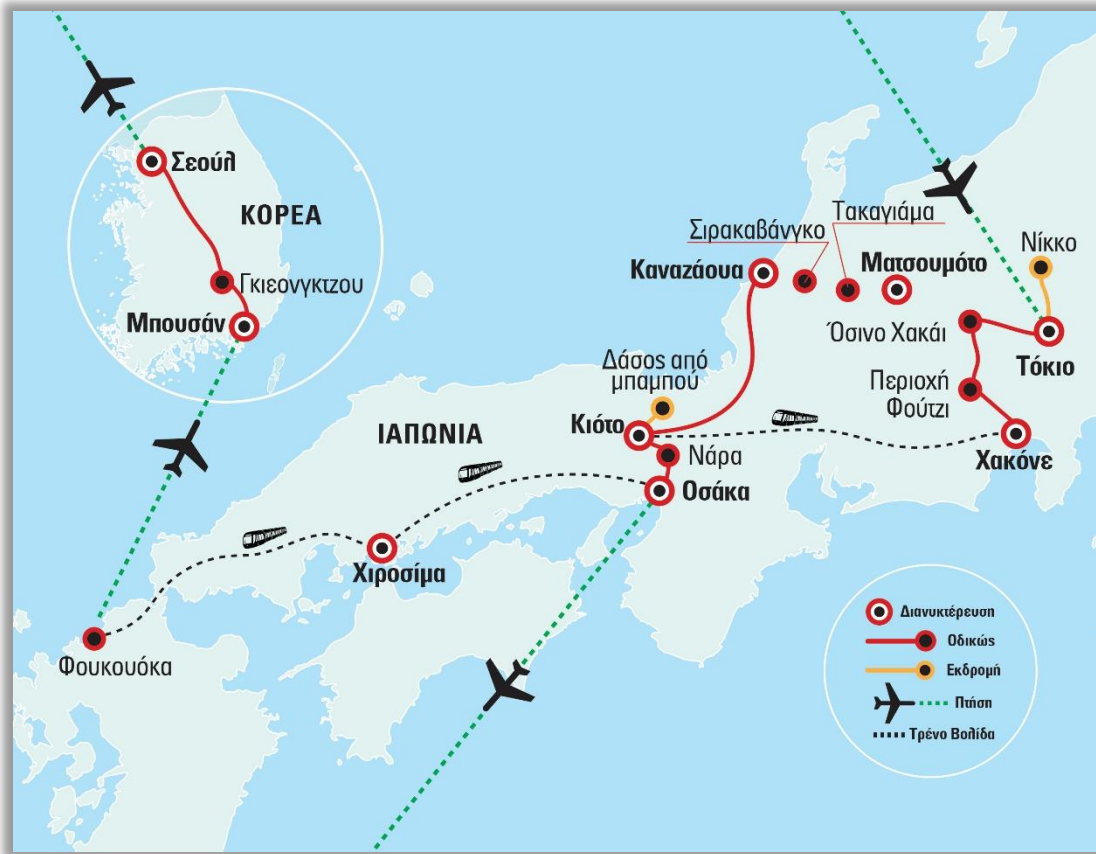 Σεούλ
ΚΟΡΕΑ
Γκιεονγκτζου
Μπουσάν
Σιρακαβάνγκο
Τακαγιάμα
Καναζάουα
Ματσουμότο
Νίκκο
Όσινο Χακάι
Τόκιο
Περιοχή
Φούτζι
Χακόνε
Δάσος από
μπαμπού
Κιότο
ΙΑΠΩΝΙΑ
Νάρα
Οσάκα
Χιροσίμα
Φουκουόκα
Διανυκτέρευση
Οδικώς
Εκδρομή
Πτήση
Τρένο Βολίδα